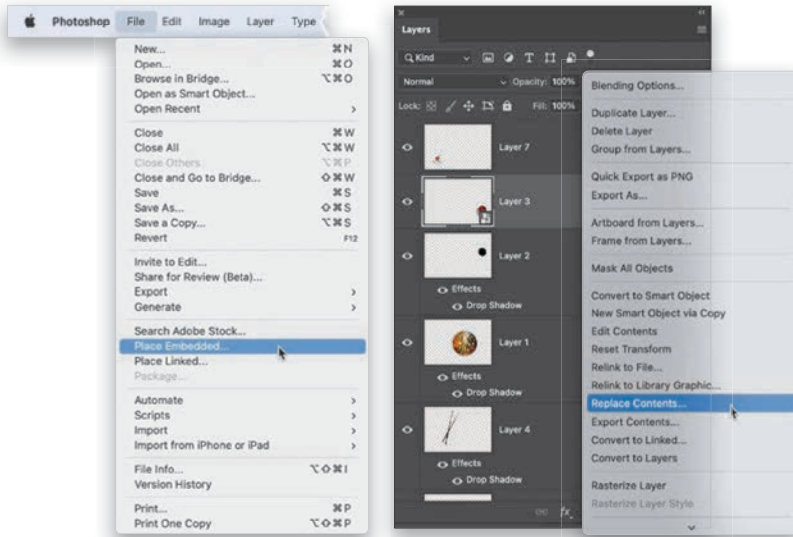 Photoshop File Edit Image Layer Type
New... ⌘N
Open... ⌘O
Browse in Bridge... ⌥⌘O
Open as Smart Object...
Open Recent >
Close ⌘W
Close All ⌥⌘W
Close Others ⌥⌘P
Close and Go to Bridge... ⇧⌘W
Save ⌘S
Save As... ⇧⌘S
Save a Copy... ⌥⌘S
Revert F12
Invite to Edit...
Share for Review (Beta)...
Export >
Generate >
Search Adobe Stock...
Place Embedded...
Place Linked...
Package...
Automate >
Scripts >
Import >
Import from iPhone or iPad >
File Info... ⌥⇧⌘I
Version History
Print... ⌘P
Print One Copy ⌥⇧⌘P
Layers
Kind
Normal Opacity: 100%
Lock: Fill: 100%
Layer 7
Layer 3
Layer 2
Effects
Drop Shadow
Layer 1
Effects
Drop Shadow
Layer 4
Effects
Drop Shadow
fx
Blending Options...
Duplicate Layer...
Delete Layer
Group from Layers...
Quick Export as PNG
Export As...
Artboard from Layers...
Frame from Layers...
Mask All Objects
Convert to Smart Object
New Smart Object via Copy
Edit Contents
Reset Transform
Relink to File...
Relink to Library Graphic...
Replace Contents...
Export Contents...
Convert to Linked...
Convert to Layers
Rasterize Layer
Rasterize Layer Style